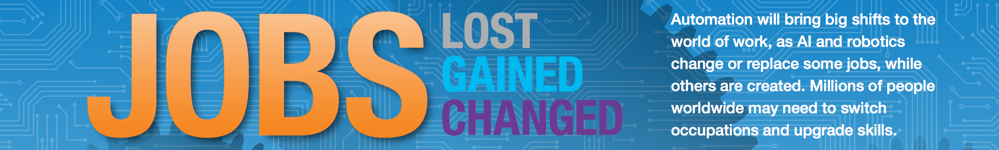 JOBS
LOST
GAINED
CHANGED
Automation will bring big shifts to the
world of work, as AI and robotics
change or replace some jobs, while
others are created. Millions of people
worldwide may need to switch
occupations and upgrade skills.